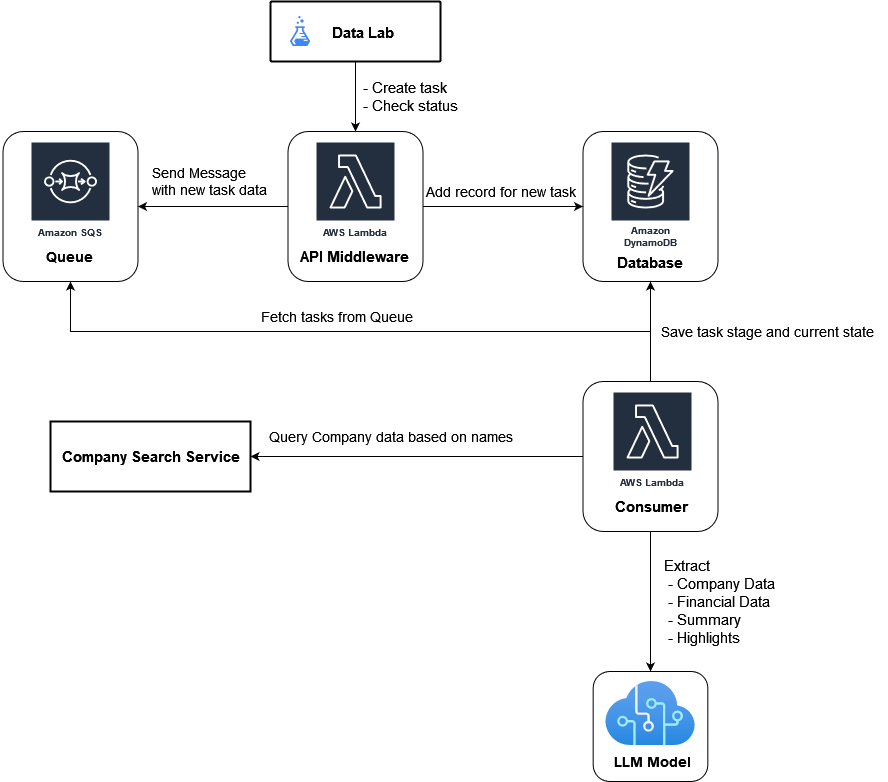 Data Lab
- Create task
- Check status
Send Message
with new task data
Add record for new task
Amazon SQS
Queue
AWS Lambda
API Middleware
Amazon
DynamoDB
Database
Fetch tasks from Queue
Save task stage and current state
Query Company data based on names
Company Search Service
AWS Lambda
Consumer
Extract
- Company Data
- Financial Data
- Summary
- Highlights
LLM Model